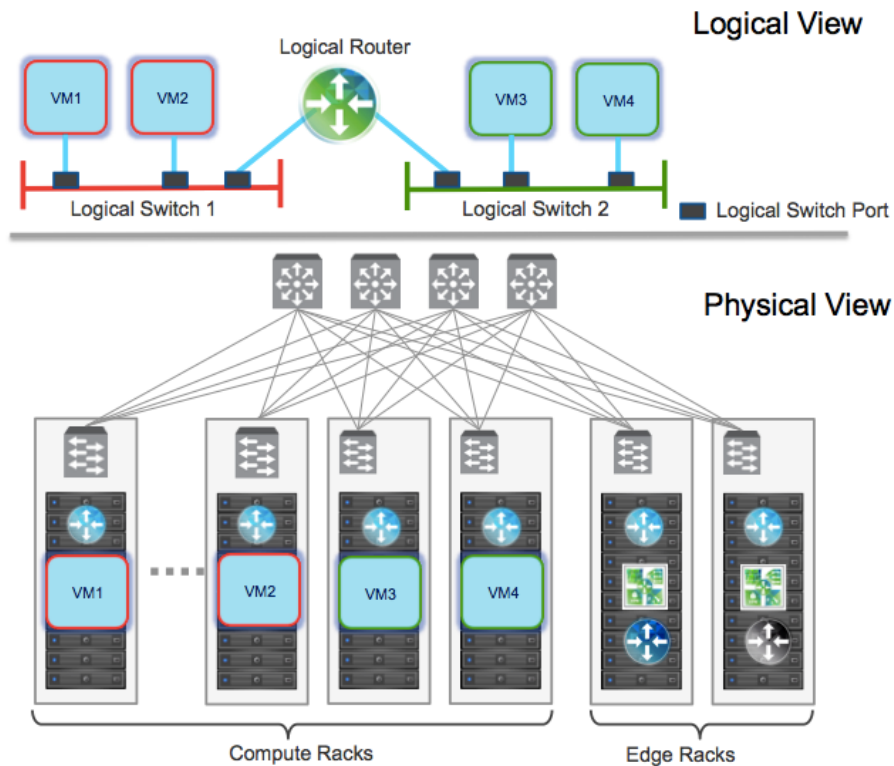 Logical View
Logical Router
VM1
VM2
VM3
VM4
Logical Switch 1
Logical Switch 2
Logical Switch Port
Physical View
VM1
VM2
VM3
VM4
Compute Racks
Edge Racks